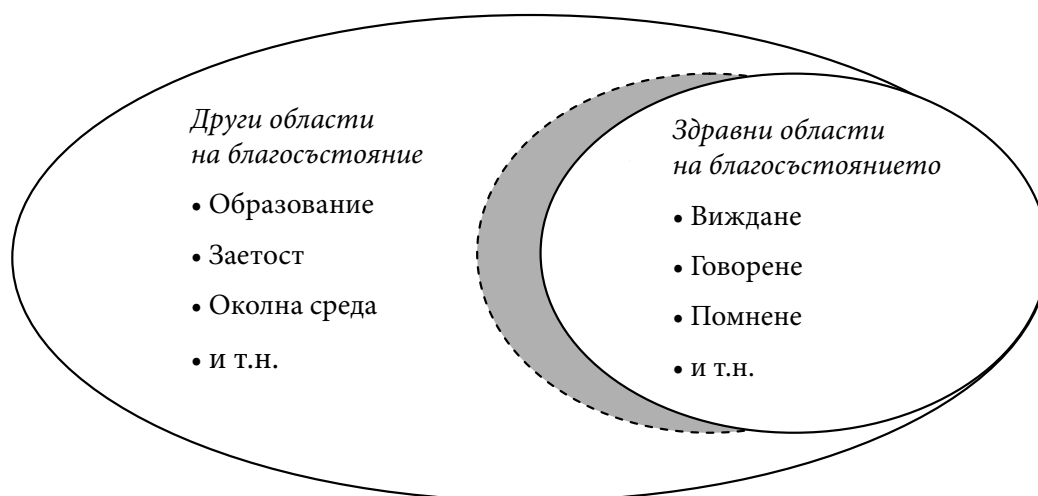 Други области
на благосъстояние
• Образование
• Заетост
• Околна среда
• и т.н.
Здравни области
на благосъстоянието
• Виждане
• Говорене
• Помнене
• и т.н.